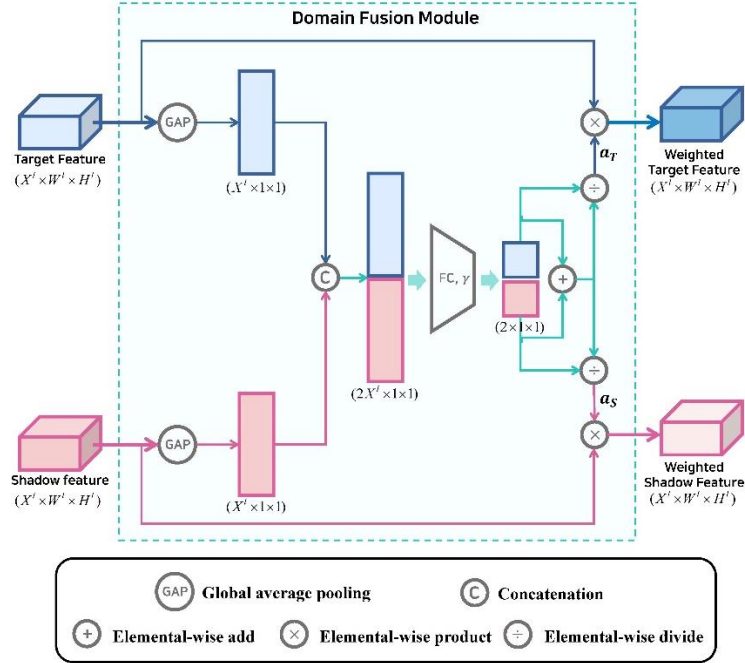 Domain Fusion Module
GAP
Target Feature
(X^l × W^l × H^l)
(X^l × 1 × 1)
×
Weighted
Target Feature
(X^l × W^l × H^l)
a_T
÷
C
FC, γ
+
(2 × 1 × 1)
(2X^l × 1 × 1)
÷
a_S
GAP
Shadow feature
(X^l × W^l × H^l)
(X^l × 1 × 1)
×
Weighted
Shadow Feature
(X^l × W^l × H^l)
GAP Global average pooling
C Concatenation
+ Elemental-wise add
× Elemental-wise product
÷ Elemental-wise divide